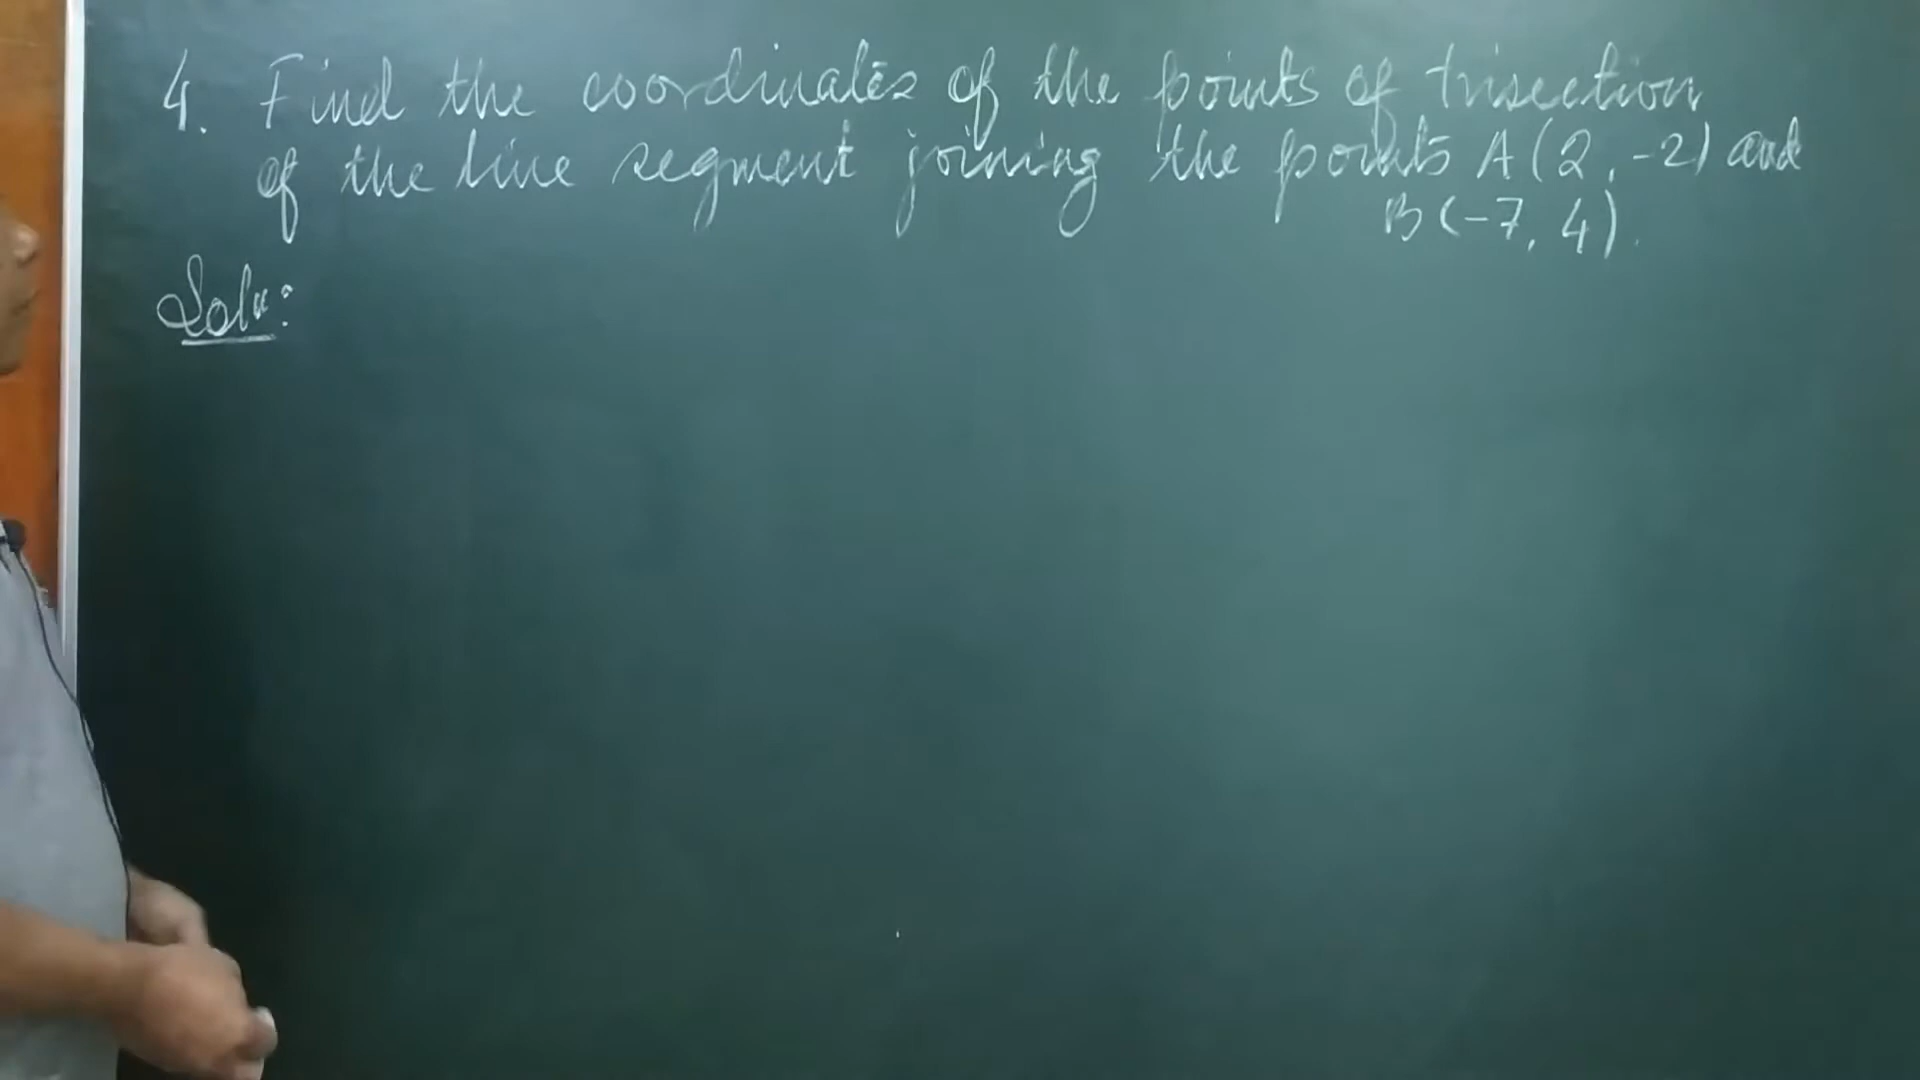 4. Find the coordinates of the points of trisection
of the line segment joining the points A(2, -2) and
B(-7, 4).
Soln: